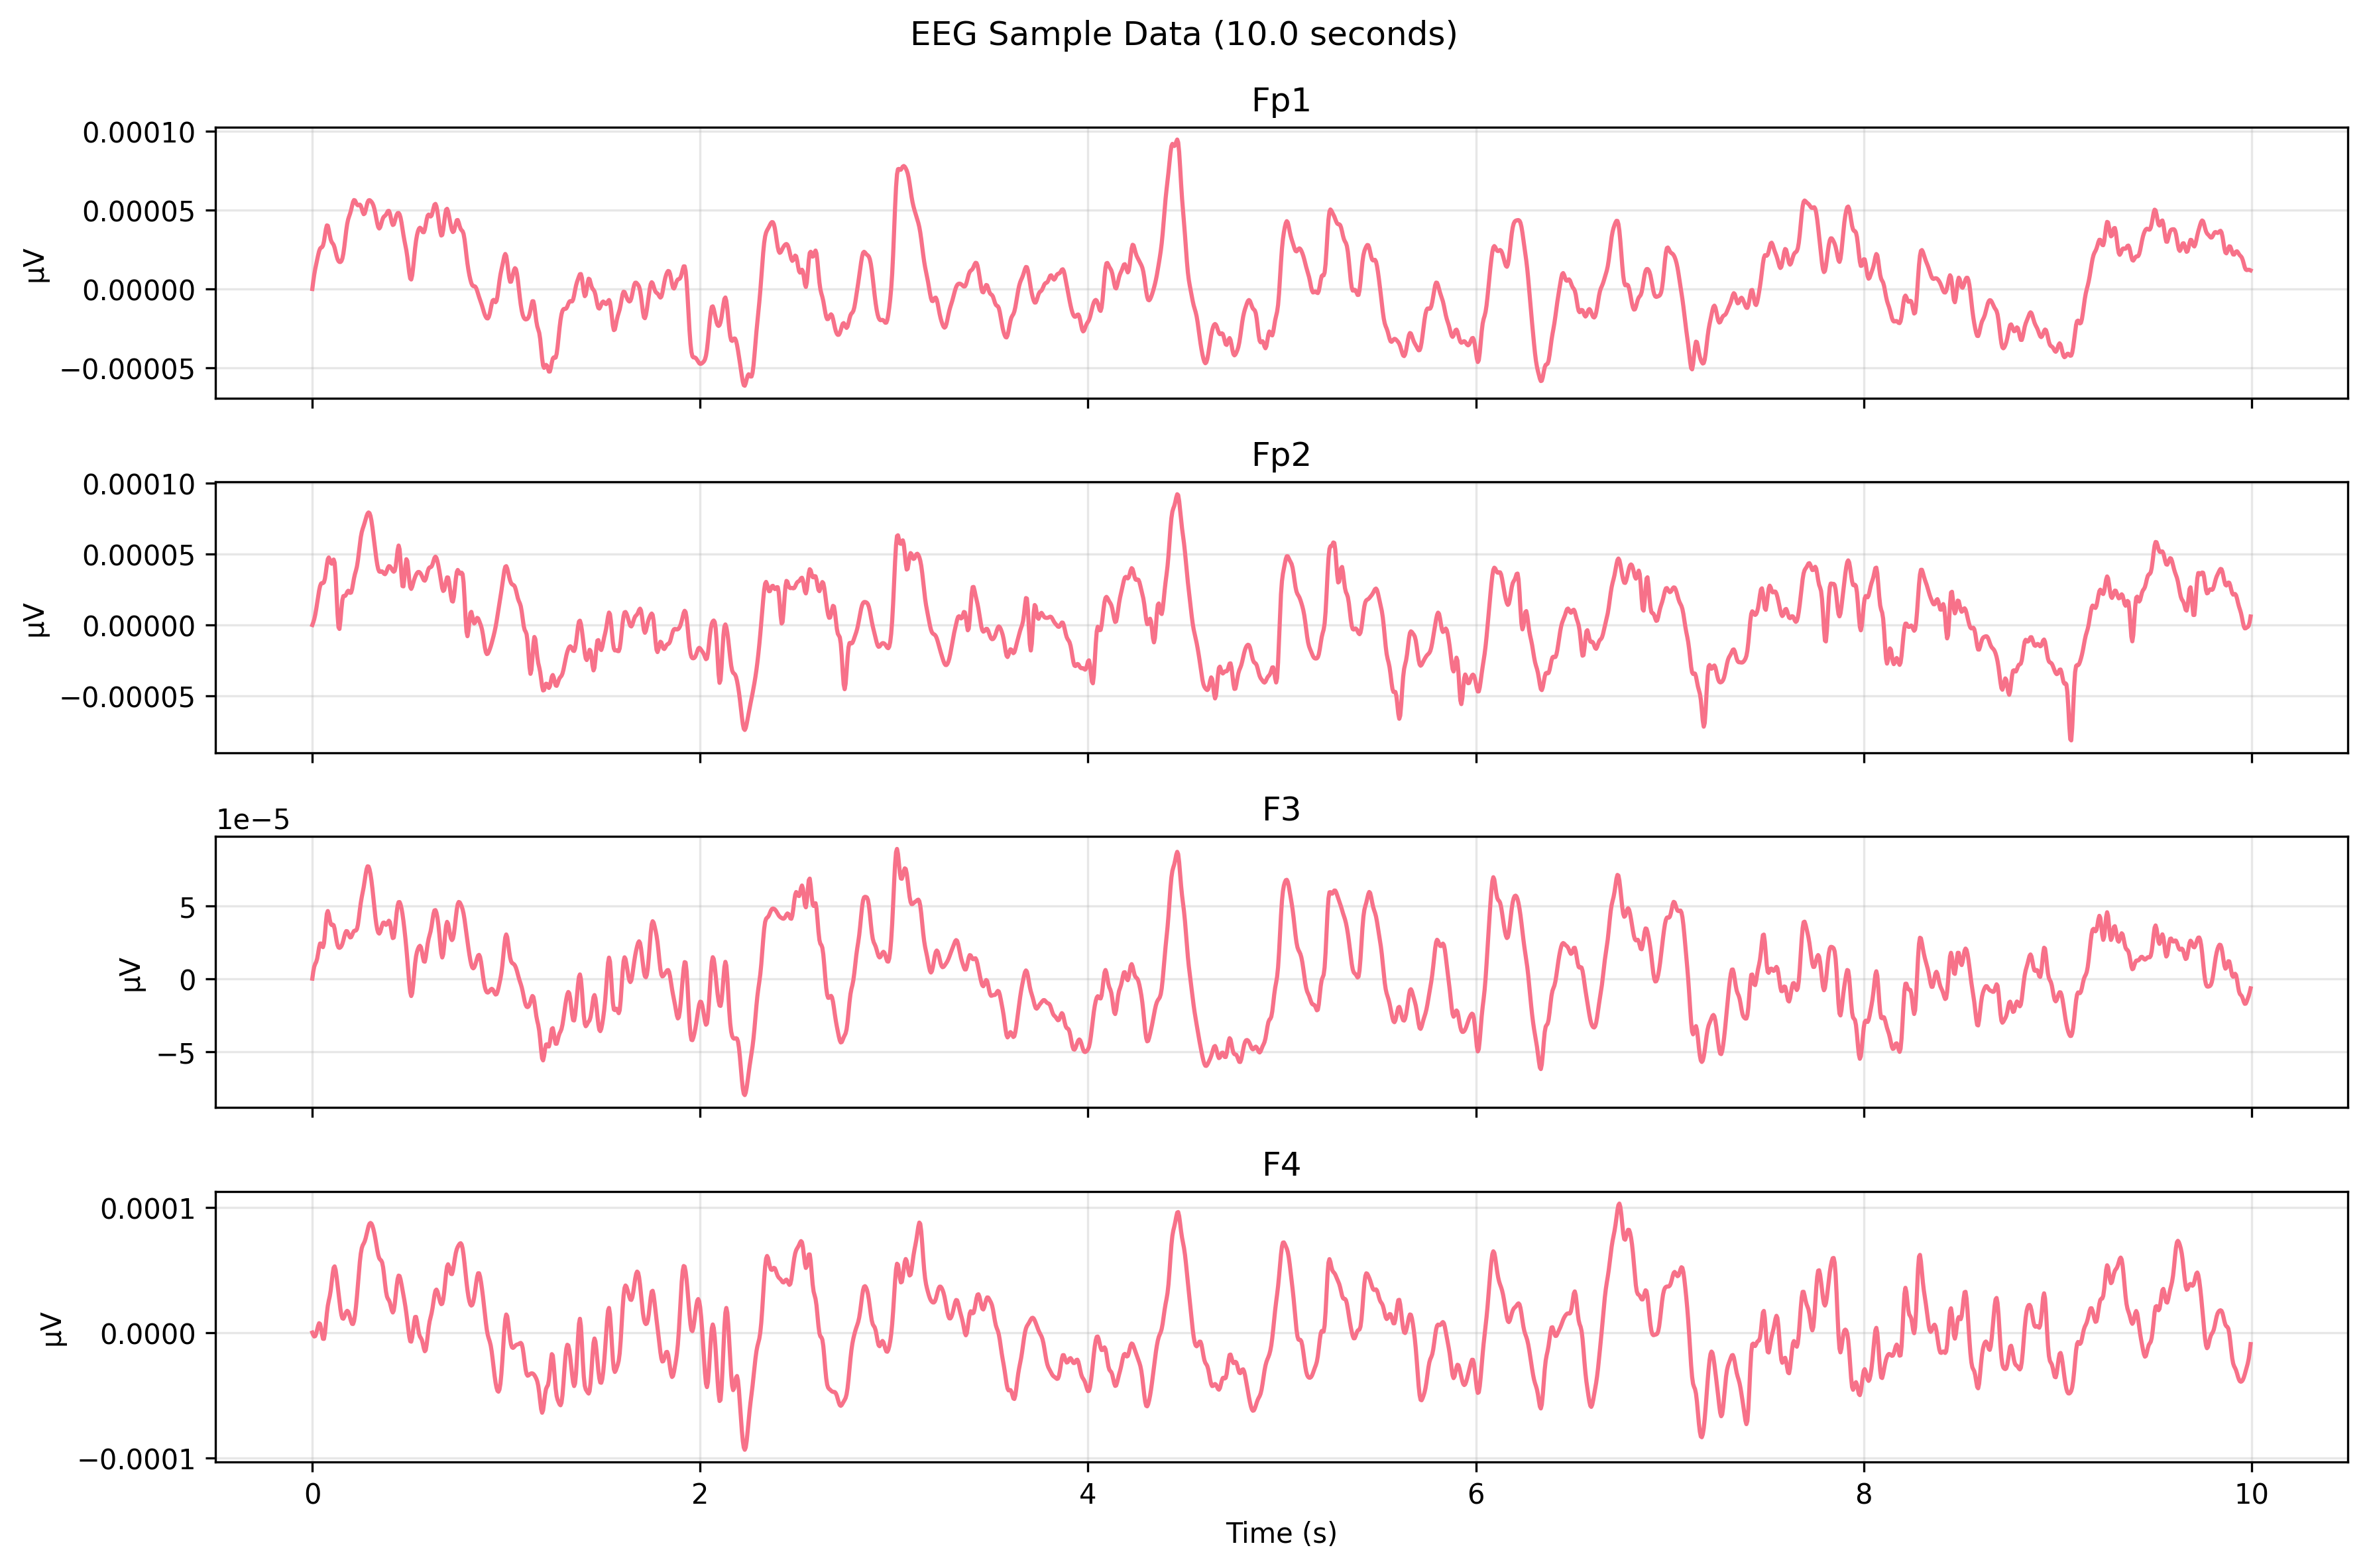 EEG Sample Data (10.0 seconds)
Fp1
0.00010
0.00005
0.00000
−0.00005
µV
Fp2
0.00010
0.00005
0.00000
−0.00005
µV
F3
1e−5
5
0
−5
µV
F4
0.0001
0.0000
−0.0001
µV
0 2 4 6 8 10
Time (s)